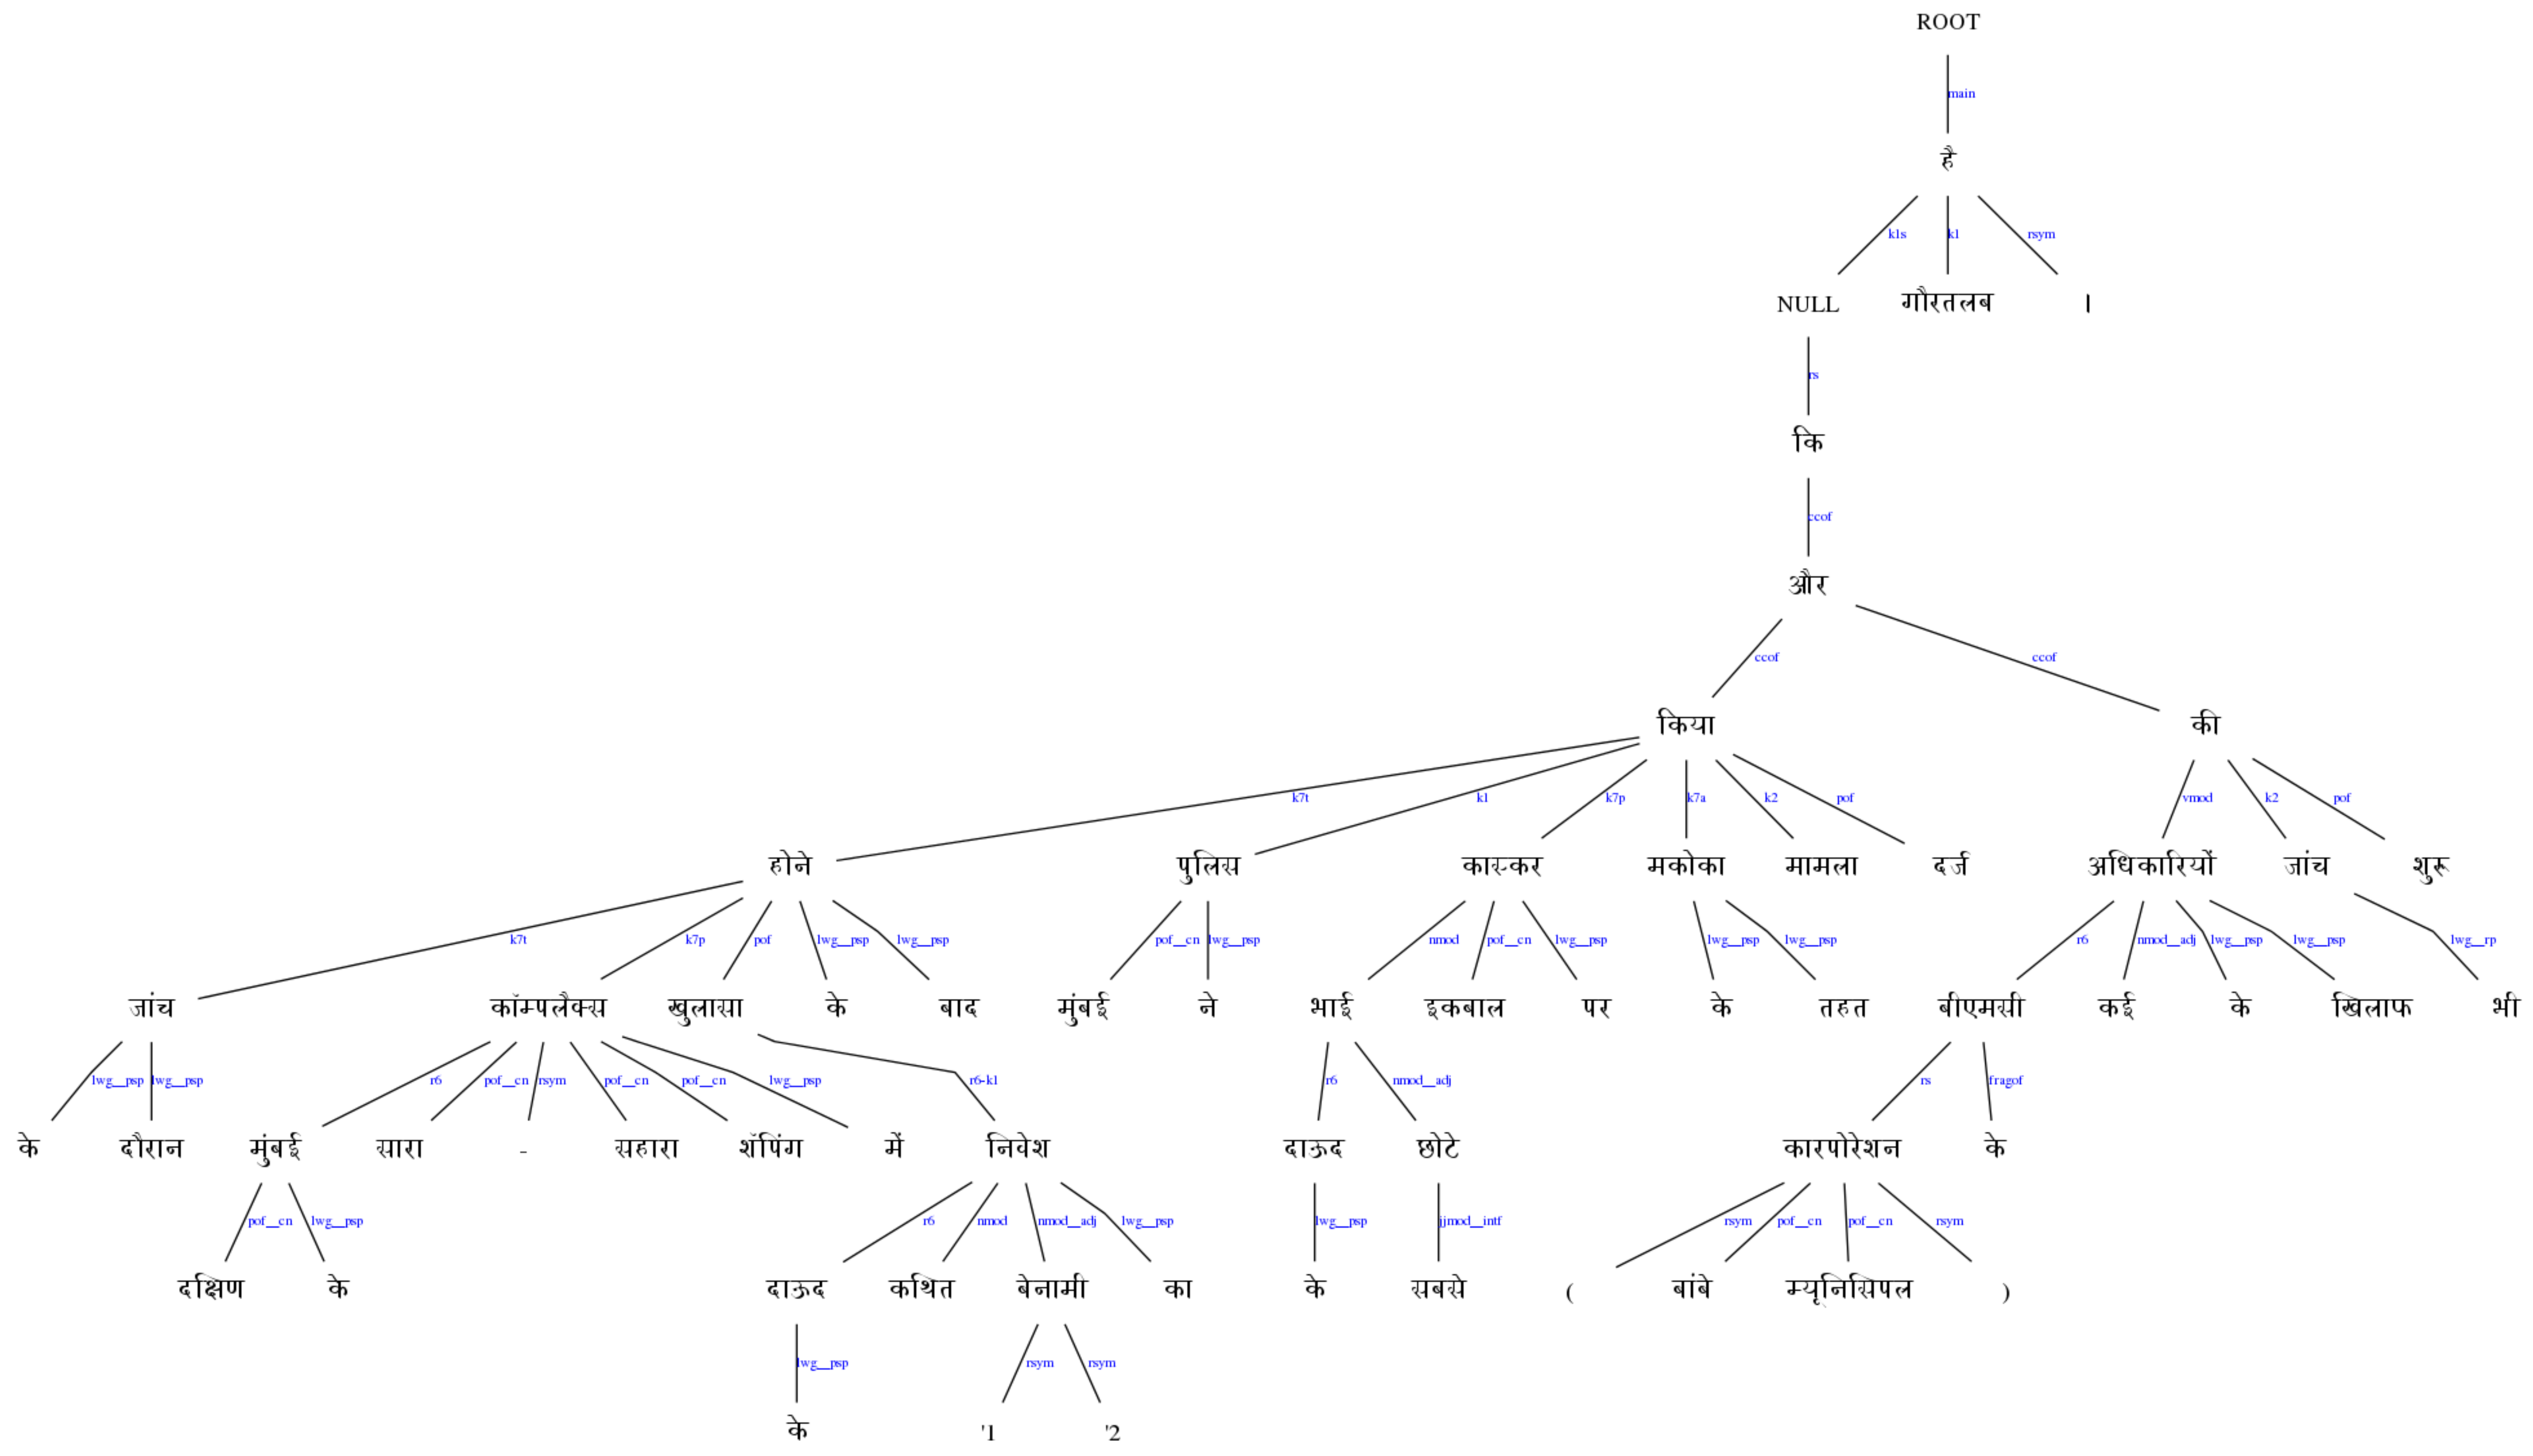 ROOT
main
है
k1s k1 rsym
NULL गौरतलब ।
rs
कि
ccof
और
ccof ccof
किया की
k7t k1 k7p k7a k2 pof vmod k2 pof
होने पुलिस कास्कर मकोका मामला दर्ज अधिकारियों जांच शुरू
k7t k7p pof lwg__psp lwg__psp pof__cn lwg__psp nmod pof__cn lwg__psp lwg__psp lwg__psp r6 nmod__adj lwg__psp lwg__psp lwg__rp
जांच कॉम्पलैक्स खुलासा के बाद मुंबई ने भाई इकबाल पर के तहत बीएमसी कई के खिलाफ भी
lwg__psp lwg__psp r6 pof__cn rsym pof__cn pof__cn lwg__psp r6-k1 r6 nmod__adj rs fragof
के दौरान मुंबई सारा - सहारा शॉपिंग में निवेश दाऊद छोटे कारपोरेशन के
pof__cn lwg__psp r6 nmod nmod__adj lwg__psp lwg__psp jjmod__intf rsym pof__cn pof__cn rsym
दक्षिण के दाऊद कथित बेनामी का के सबसे ( बांबे म्यूनिसिपल )
lwg__psp rsym rsym
के '1 '2